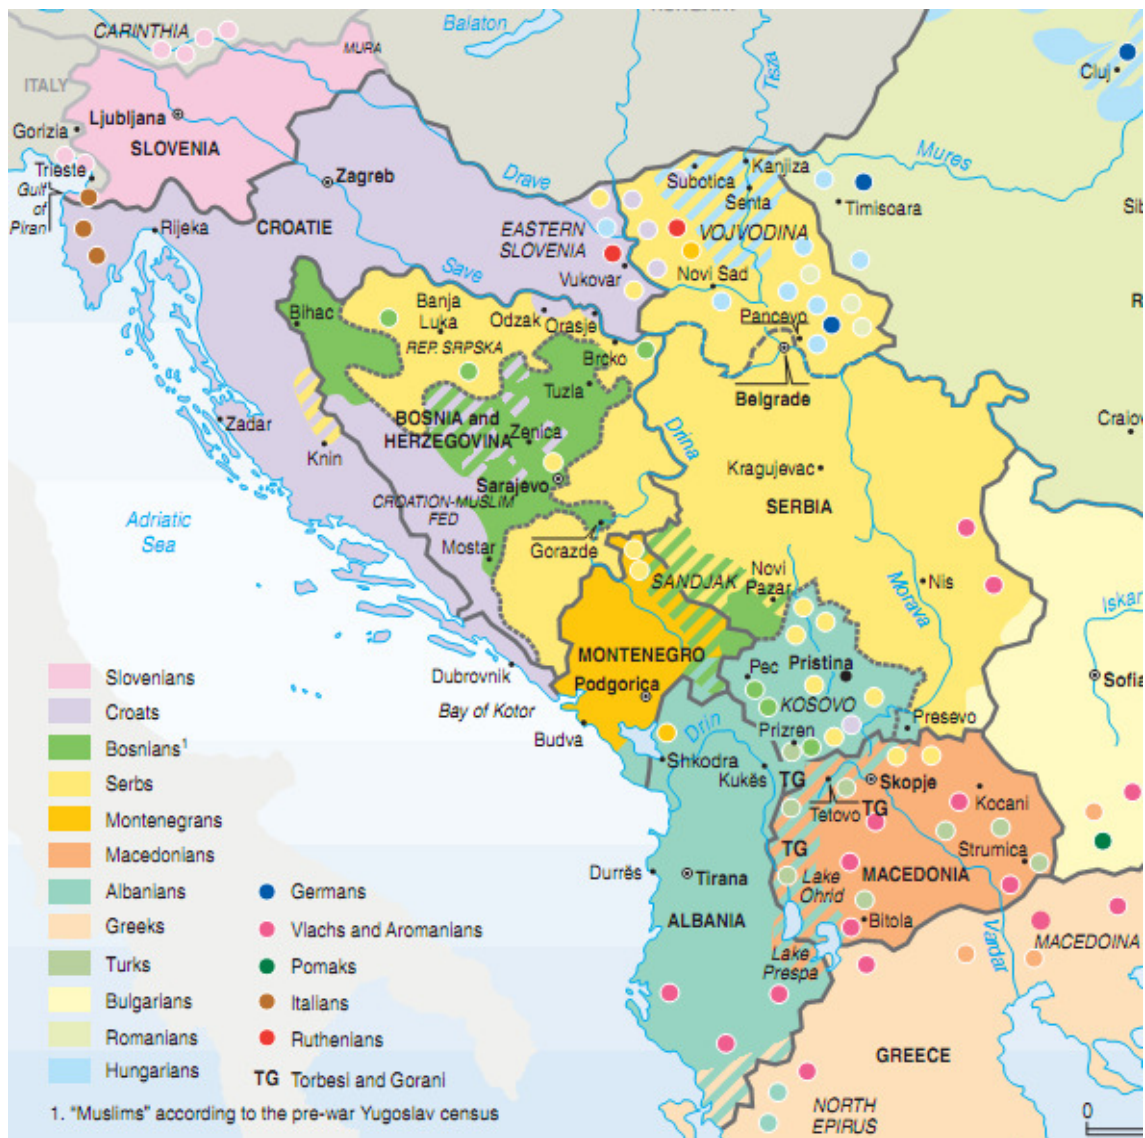 CARINTHIA
Balaton
MURA
Tisza
ITALY
Cluj
Ljubljana
Gorizia
SLOVENIA
Trieste
Gulf
of
Piran
Zagreb
Drave
Subotica
Kanjiza
Senta
Mures
Timisoara
CROATIE
Rijeka
EASTERN
SLOVENIA
VOJVODINA
Save
Vukovar
Novi Sad
Bihac
Banja
Luka
Odzak
Orasje
Pancevo
REP. SRPSKA
Brcko
Tuzla
Belgrade
Zadar
BOSNIA and
HERZEGOVINA
Zenica
Drina
Craiov
Knin
Kragujevac
Sarajevo
CROATION-MUSLIM
FED
SERBIA
Adriatic
Sea
Mostar
Gorazde
SANDJAK
Novi
Pazar
Nis
Morava
Iskar
MONTENEGRO
Pec
Pristina
Dubrovnik
Podgorica
KOSOVO
Sofia
Bay of Kotor
Presevo
Budva
Drin
Prizren
Shkodra
Kukës
TG
Skopje
Kocani
Tetovo
TG
TG
Strumica
Durrës
Tirana
Lake
Ohrid
MACEDONIA
ALBANIA
Bitola
Lake
Prespa
Vardar
MACEDOINA
GREECE
NORTH
EPIRUS
0
Slovenians
Croats
Bosnians1
Serbs
Montenegrans
Macedonians
Albanians
Greeks
Turks
Bulgarians
Romanians
Hungarians
Germans
Vlachs and Aromanians
Pomaks
Italians
Ruthenians
TG Torbesi and Gorani
1. "Muslims" according to the pre-war Yugoslav census